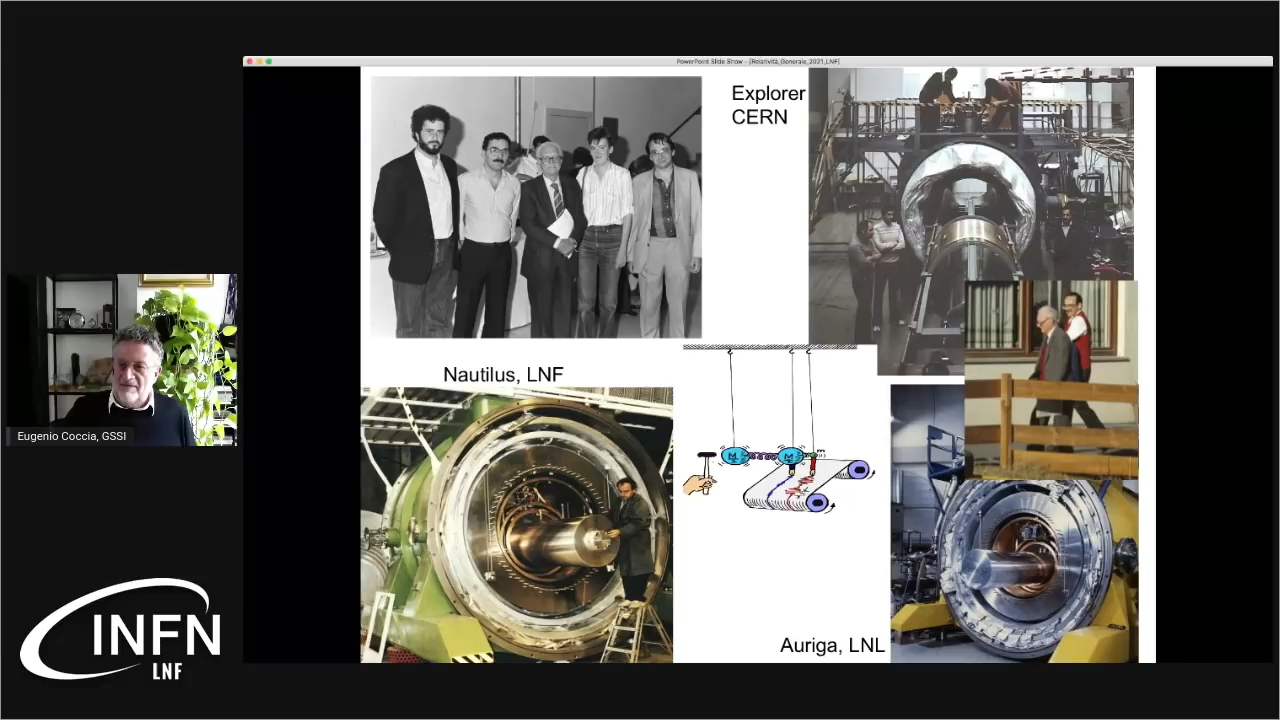 PowerPoint Slide Show - [Relatività_Generale_2021_LNF]
Explorer
CERN
Nautilus, LNF
M
M
Auriga, LNL
Eugenio Coccia, GSSI
INFN
LNF